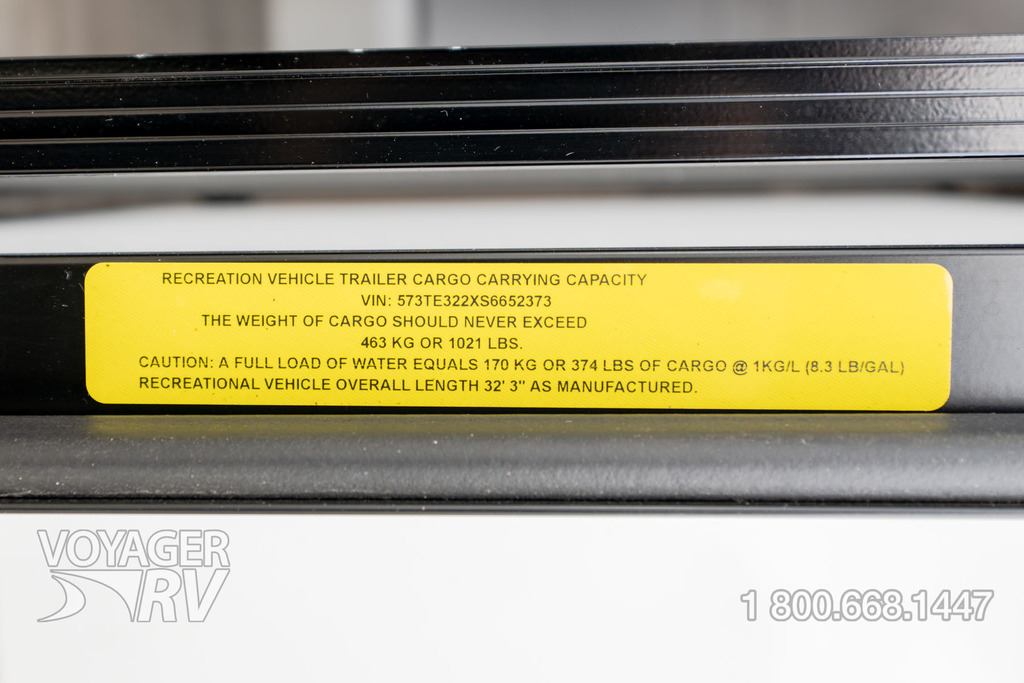 RECREATION VEHICLE TRAILER CARGO CARRYING CAPACITY
VIN: 573TE322XS6652373
THE WEIGHT OF CARGO SHOULD NEVER EXCEED
463 KG OR 1021 LBS.
CAUTION: A FULL LOAD OF WATER EQUALS 170 KG OR 374 LBS OF CARGO @ 1KG/L (8.3 LB/GAL)
RECREATIONAL VEHICLE OVERALL LENGTH 32' 3" AS MANUFACTURED.
VOYAGER
RV
1 800.668.1447